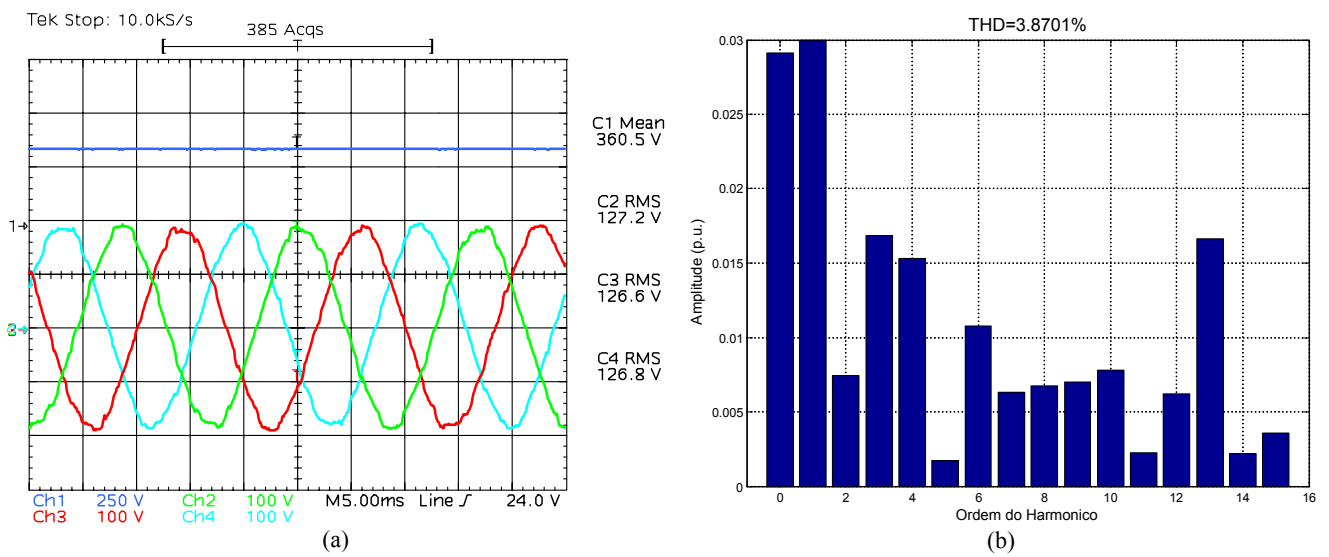 Tek Stop: 10.0kS/s
385 Acqs
C1 Mean
360.5 V
C2 RMS
127.2 V
C3 RMS
126.6 V
C4 RMS
126.8 V
1
Ch1 250 V Ch2 100 V M5.00ms Line 24.0 V
Ch3 100 V Ch4 100 V
(a)
THD=3.8701%
0.03
0.025
0.02
0.015
0.01
0.005
0
Amplitude (p.u.)
0 2 4 6 8 10 12 14 16
Ordem do Harmonico
(b)